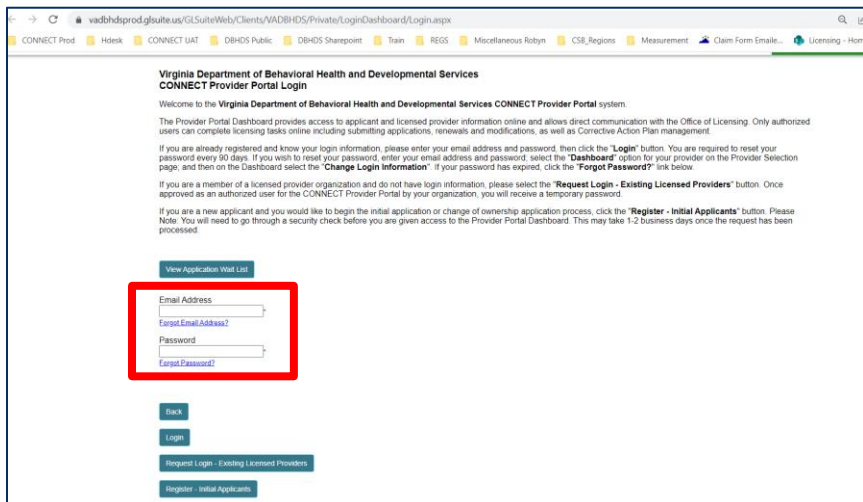 vadbhdsprod.glsuite.us/GLSuiteWeb/Clients/VADBHDS/Private/LoginDashboard/Login.aspx
CONNECT Prod Hdesk CONNECT UAT DBHDS Public DBHDS Sharepoint Train REGS Miscellaneous Robyn CSB_Regions Measurement Claim Form Emaile... Licensing - Hom
Virginia Department of Behavioral Health and Developmental Services
CONNECT Provider Portal Login
Welcome to the Virginia Department of Behavioral Health and Developmental Services CONNECT Provider Portal system.
The Provider Portal Dashboard provides access to applicant and licensed provider information online and allows direct communication with the Office of Licensing. Only authorized
users can complete licensing tasks online including submitting applications, renewals and modifications, as well as Corrective Action Plan management.
If you are already registered and know your login information, please enter your email address and password, then click the "Login" button. You are required to reset your
password every 90 days. If you wish to reset your password, enter your email address and password, select the "Dashboard" option for your provider on the Provider Selection
page; and then on the Dashboard select the "Change Login Information". If your password has expired, click the "Forgot Password?" link below.
If you are a member of a licensed provider organization and do not have login information, please select the "Request Login - Existing Licensed Providers" button. Once
approved as an authorized user for the CONNECT Provider Portal by your organization, you will receive a temporary password.
If you are a new applicant and you would like to begin the initial application or change of ownership application process, click the "Register - Initial Applicants" button. Please
Note: You will need to go through a security check before you are given access to the Provider Portal Dashboard. This may take 1-2 business days once the request has been
processed.
View Application Wait List
Email Address
*
Forgot Email Address?
Password
*
Forgot Password?
Back
Login
Request Login - Existing Licensed Providers
Register - Initial Applicants